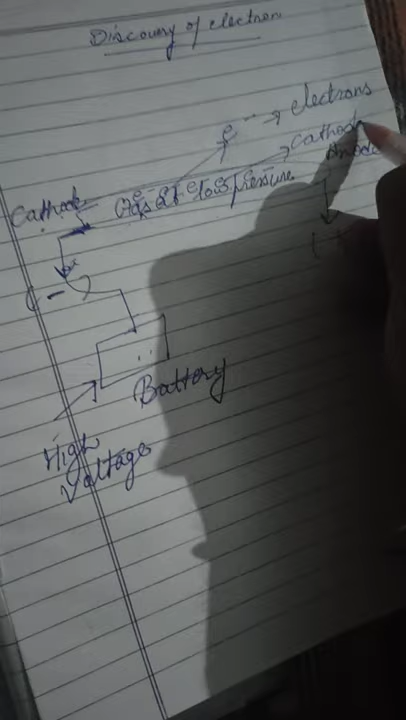 Discovery of electron
e⁻ → electrons
Cathode
Anode
Cathode
Gas at low pressure
(-)
Battery
High
Voltage